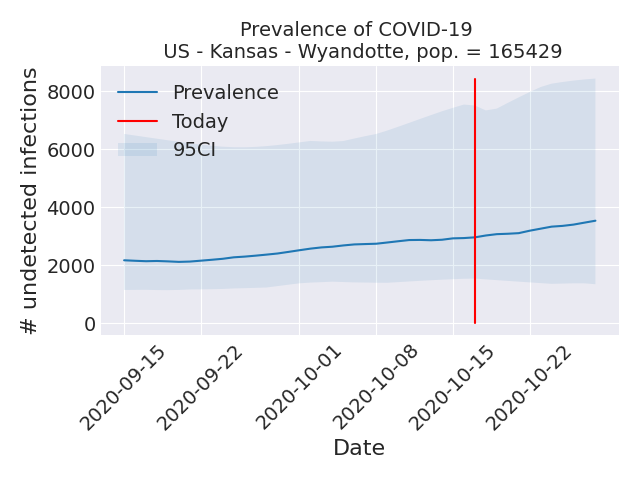 Prevalence of COVID-19
US - Kansas - Wyandotte, pop. = 165429
# undetected infections
8000
6000
4000
2000
0
Prevalence
Today
95CI
2020-09-15
2020-09-22
2020-10-01
2020-10-08
2020-10-15
2020-10-22
Date